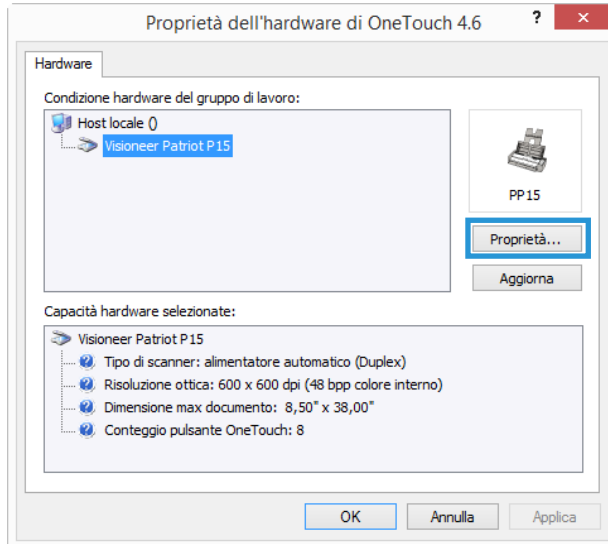 Proprietà dell'hardware di OneTouch 4.6
? ×
Hardware
Condizione hardware del gruppo di lavoro:
Host locale ()
Visioneer Patriot P15
PP15
Proprietà...
Aggiorna
Capacità hardware selezionate:
Visioneer Patriot P15
Tipo di scanner: alimentatore automatico (Duplex)
Risoluzione ottica: 600 x 600 dpi (48 bpp colore interno)
Dimensione max documento: 8,50" x 38,00"
Conteggio pulsante OneTouch: 8
OK
Annulla
Applica